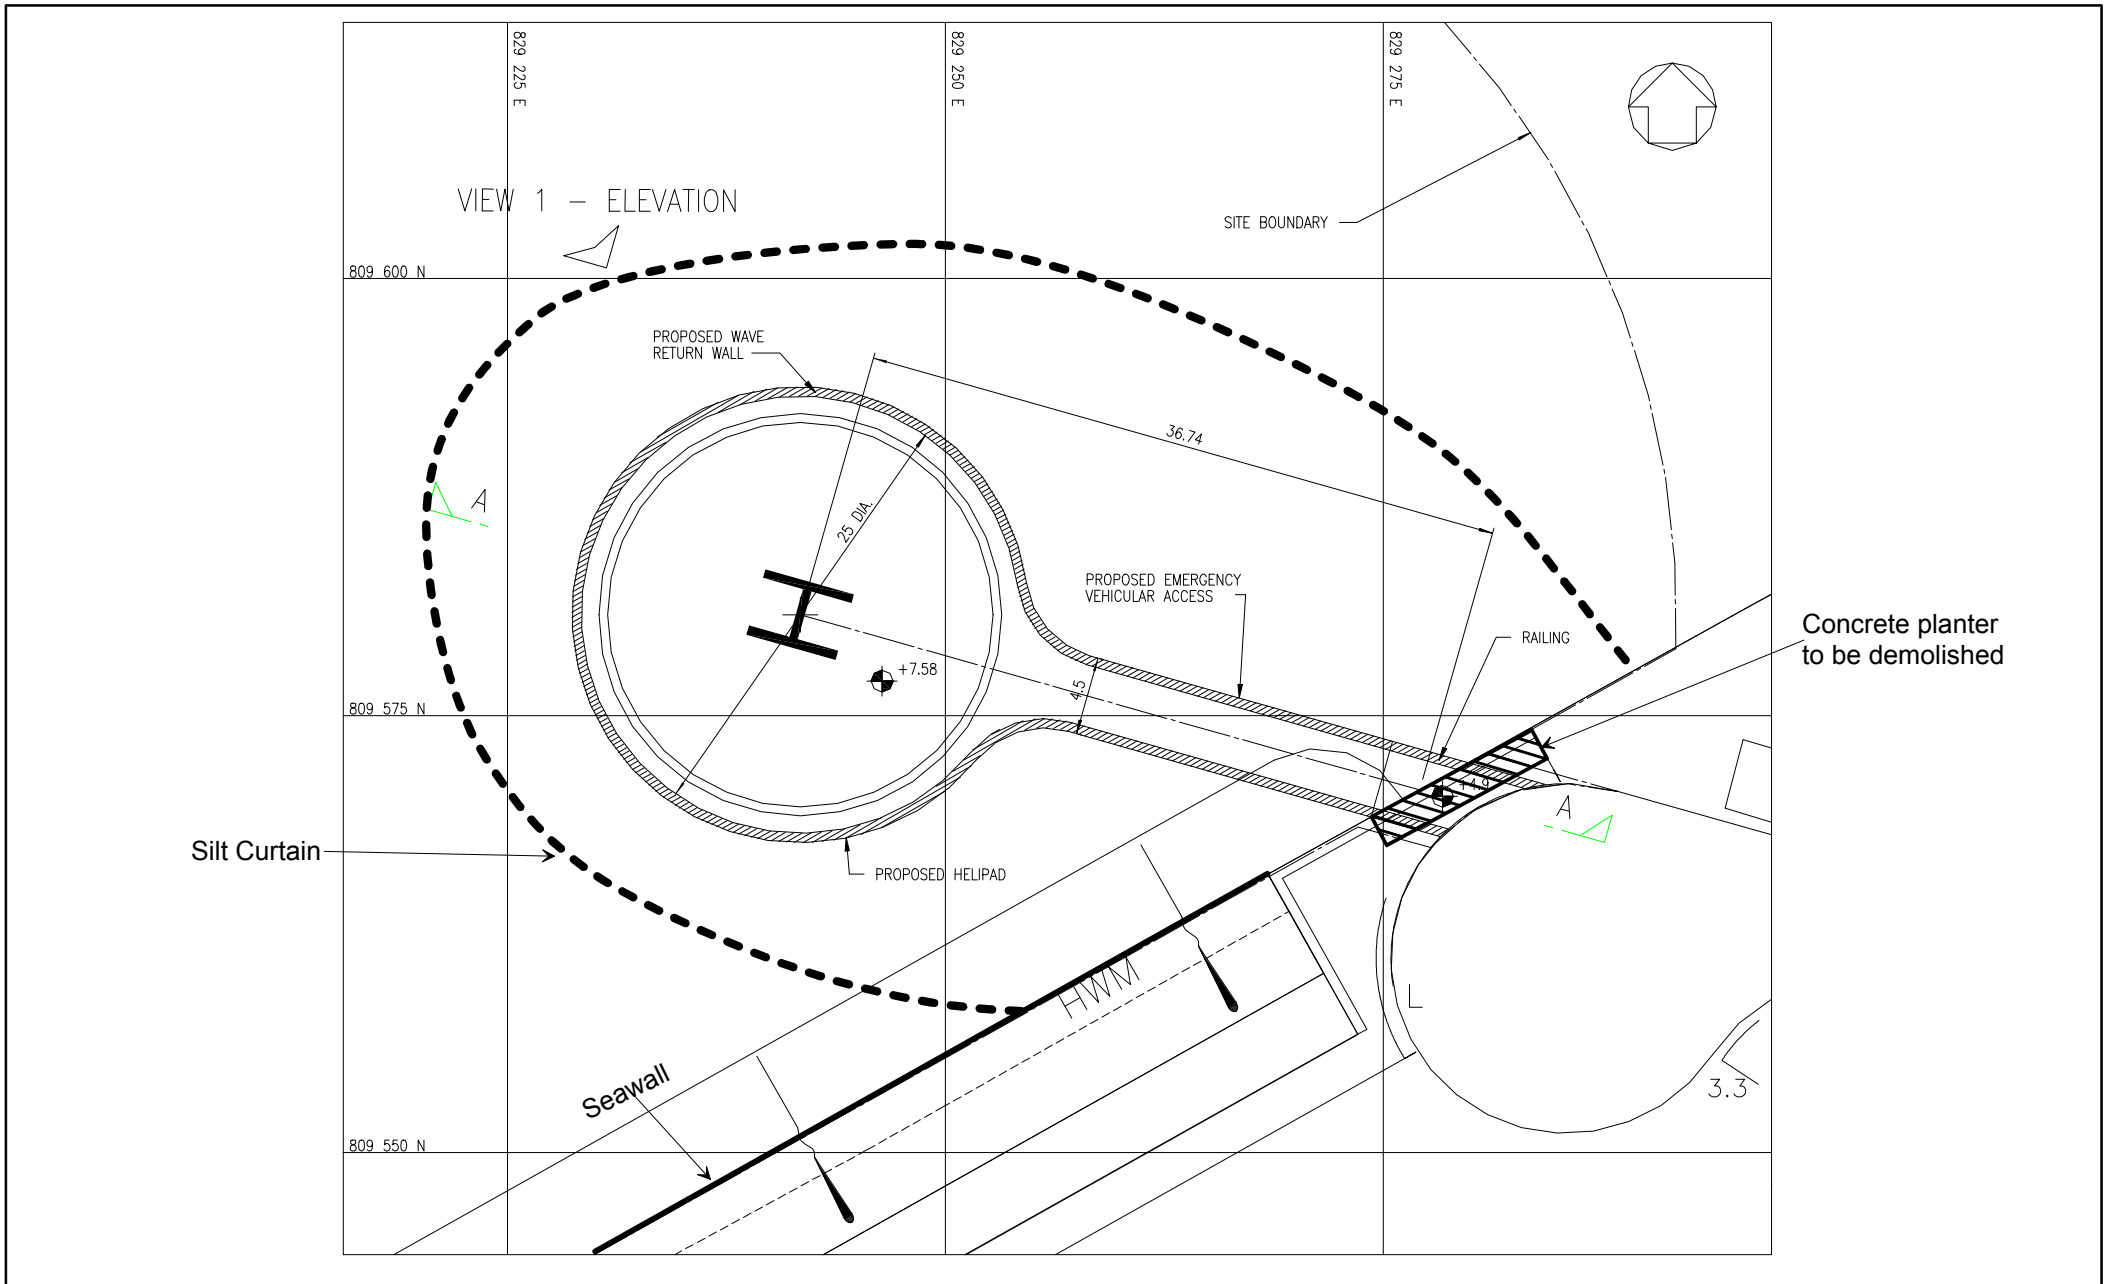 829 225 E
829 250 E
829 275 E
VIEW 1 – ELEVATION
SITE BOUNDARY
809 600 N
PROPOSED WAVE
RETURN WALL
36.74
A
25 DIA.
PROPOSED EMERGENCY
VEHICULAR ACCESS
RAILING
Concrete planter
to be demolished
+7.58
4.5
809 575 N
+4.9
A
Silt Curtain
PROPOSED HELIPAD
HWM
L
Seawall
3.3
809 550 N